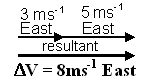 3 ms⁻¹ 5 ms⁻¹
East East
resultant
ΔV = 8ms⁻¹ East